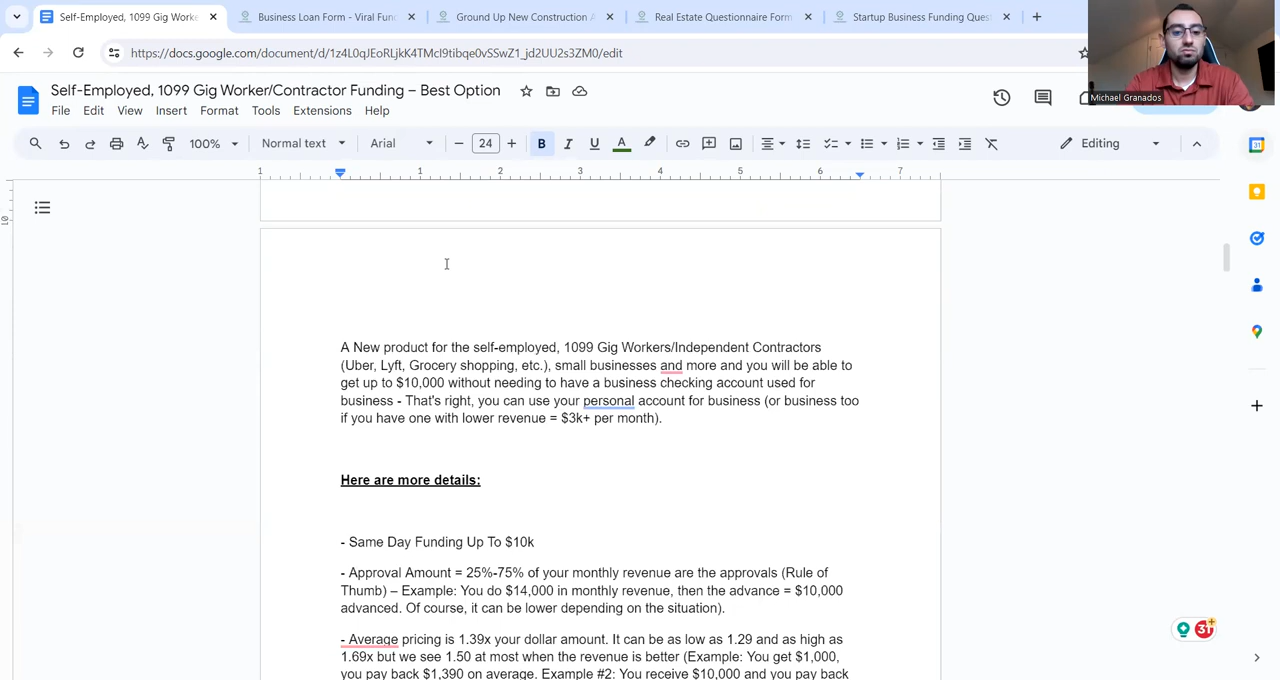 Self-Employed, 1099 Gig Worke
Business Loan Form - Viral Fun
Ground Up New Construction A
Real Estate Questionnaire Form
Startup Business Funding Ques
https://docs.google.com/document/d/1z4L0qJEoRLjkK4TMcI9tibqeOvSSwZ1_jd2UU2s3ZM0/edit
Self-Employed, 1099 Gig Worker/Contractor Funding – Best Option
File Edit View Insert Format Tools Extensions Help
Michael Granados
100% Normal text Arial 24 B I U A Editing
1 1 2 3 4 5 6 7
A New product for the self-employed, 1099 Gig Workers/Independent Contractors
(Uber, Lyft, Grocery shopping, etc.), small businesses and more and you will be able to
get up to $10,000 without needing to have a business checking account used for
business - That's right, you can use your personal account for business (or business too
if you have one with lower revenue = $3k+ per month).
Here are more details:
- Same Day Funding Up To $10k
- Approval Amount = 25%-75% of your monthly revenue are the approvals (Rule of
Thumb) – Example: You do $14,000 in monthly revenue, then the advance = $10,000
advanced. Of course, it can be lower depending on the situation).
- Average pricing is 1.39x your dollar amount. It can be as low as 1.29 and as high as
1.69x but we see 1.50 at most when the revenue is better (Example: You get $1,000,
you pay back $1,390 on average. Example #2: You receive $10,000 and you pay back